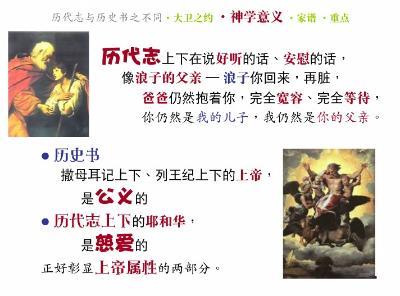 历代志与历史书之不同·大卫之约·神学意义·家谱·重点
历代志上下在说好听的话、安慰的话，
像浪子的父亲—浪子你回来，再脏，
爸爸仍然抱着你，完全宽容、完全等待，
你仍然是我的儿子，我仍然是你的父亲。
●历史书
撒母耳记上下、列王纪上下的上帝，
是公义的
●历代志上下的耶和华，
是慈爱的
正好彰显上帝属性的两部分。